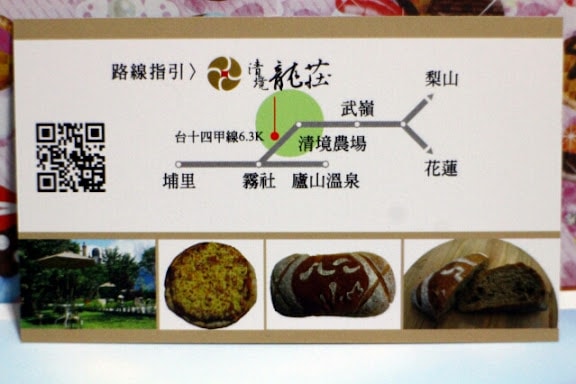 路線指引〉
清境龍莊
梨山
武嶺
台十四甲線6.3K
清境農場
花蓮
埔里
霧社
廬山溫泉